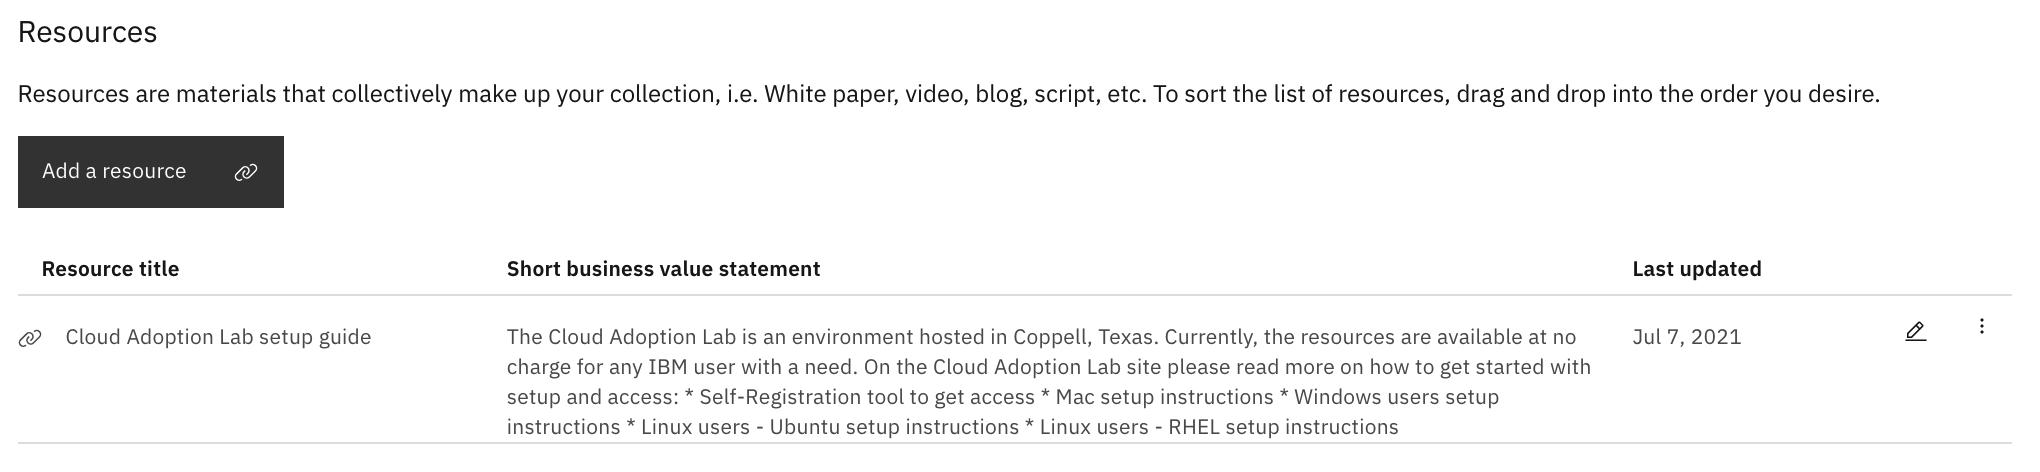 Resources
Resources are materials that collectively make up your collection, i.e. White paper, video, blog, script, etc. To sort the list of resources, drag and drop into the order you desire.
Add a resource
Resource title Short business value statement Last updated
Cloud Adoption Lab setup guide The Cloud Adoption Lab is an environment hosted in Coppell, Texas. Currently, the resources are available at no Jul 7, 2021
charge for any IBM user with a need. On the Cloud Adoption Lab site please read more on how to get started with
setup and access: * Self-Registration tool to get access * Mac setup instructions * Windows users setup
instructions * Linux users - Ubuntu setup instructions * Linux users - RHEL setup instructions